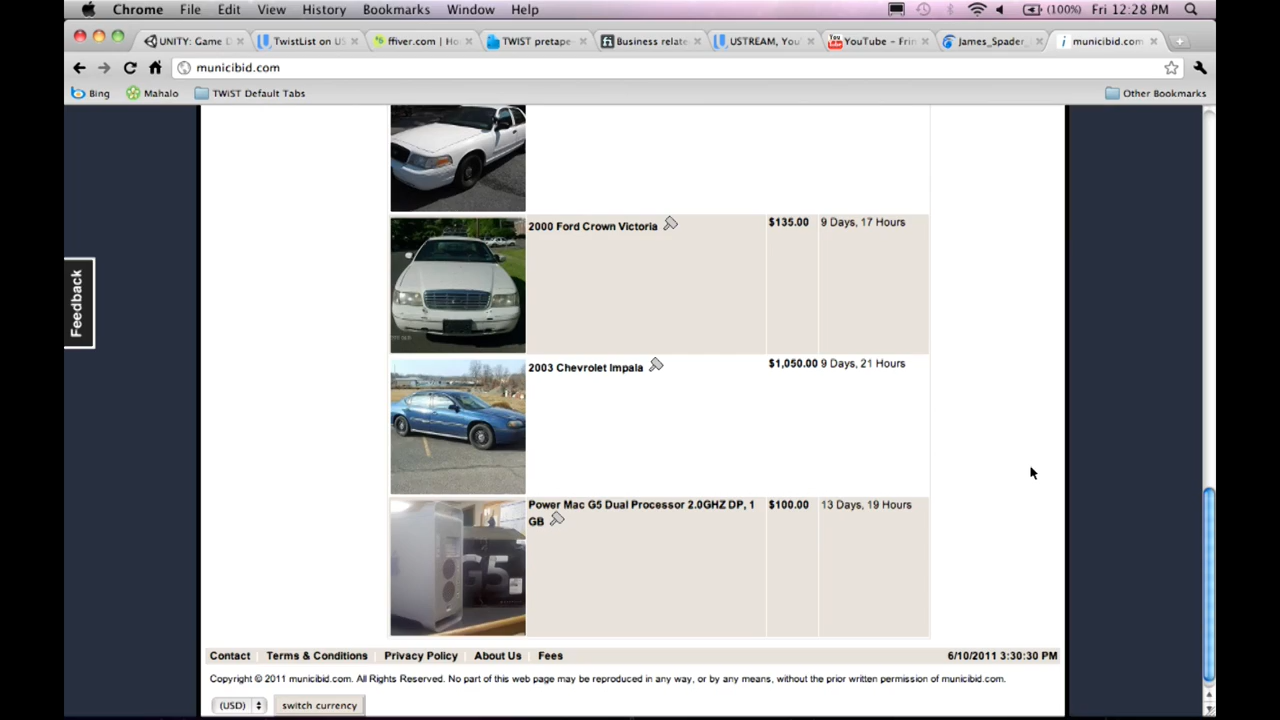 Chrome File Edit View History Bookmarks Window Help (100%) Fri 12:28 PM
UNITY: Game D TwistList on US ffiver.com | Ho TWiST pretape Business relate USTREAM, You YouTube - Frin James_Spader_ municibid.com
municibid.com
Bing Mahalo TWiST Default Tabs Other Bookmarks
Feedback
2000 Ford Crown Victoria $135.00 9 Days, 17 Hours
2003 Chevrolet Impala $1,050.00 9 Days, 21 Hours
Power Mac G5 Dual Processor 2.0GHZ DP, 1 $100.00 13 Days, 19 Hours
GB
G5
Contact Terms & Conditions Privacy Policy About Us Fees 6/10/2011 3:30:30 PM
Copyright © 2011 municibid.com. All Rights Reserved. No part of this web page may be reproduced in any way, or by any means, without the prior written permission of municibid.com.
(USD) switch currency